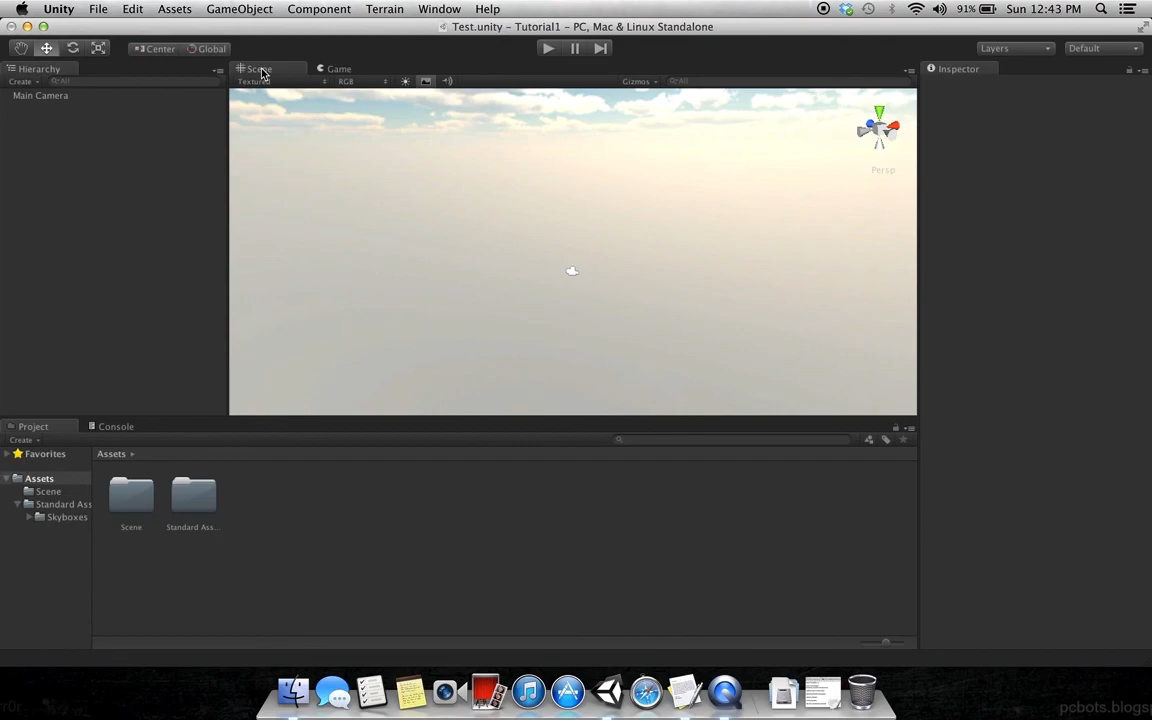 Unity File Edit Assets GameObject Component Terrain Window Help 91% Sun 12:43 PM
Test.unity – Tutorial1 – PC, Mac & Linux Standalone
Center Global Layers Default
Hierarchy Scene Game Inspector
Create All Textured RGB Gizmos All
Main Camera
Persp
Project Console
Create
Favorites Assets
Assets
Scene
Standard Ass
Skyboxes
Scene Standard Ass...
pcbots.blogs